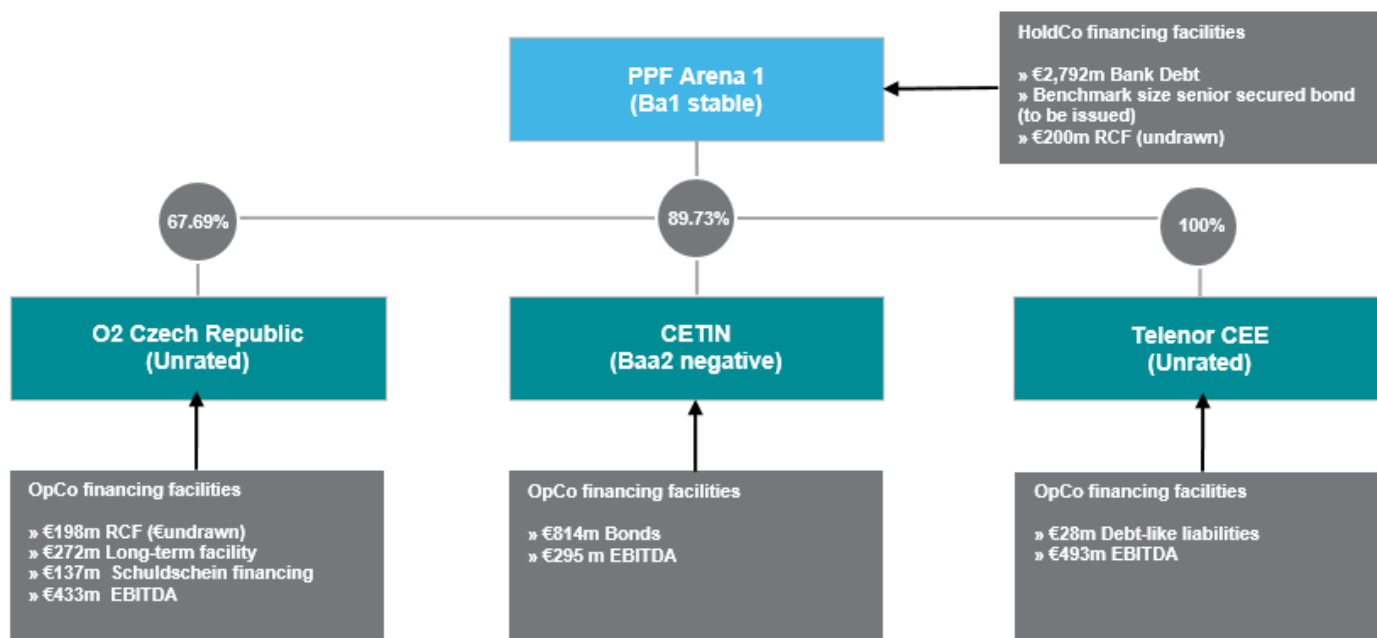 HoldCo financing facilities
» €2,792m Bank Debt
» Benchmark size senior secured bond
(to be issued)
» €200m RCF (undrawn)
PPF Arena 1
(Ba1 stable)
67.69%
89.73%
100%
O2 Czech Republic
(Unrated)
CETIN
(Baa2 negative)
Telenor CEE
(Unrated)
OpCo financing facilities
» €198m RCF (€undrawn)
» €272m Long-term facility
» €137m Schuldschein financing
» €433m EBITDA
OpCo financing facilities
» €814m Bonds
» €295 m EBITDA
OpCo financing facilities
» €28m Debt-like liabilities
» €493m EBITDA